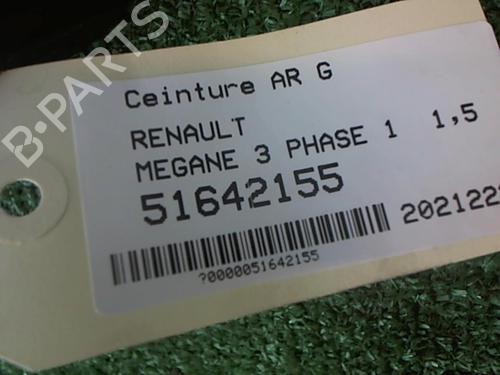 B-PARTS
Ceinture AR G
RENAULT
MEGANE 3 PHASE 1 1,5
51642155
202122
?0000051642155